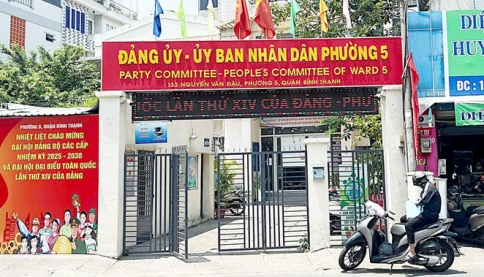 ĐẢNG ỦY - ỦY BAN NHÂN DÂN PHƯỜNG 5
PARTY COMMITTEE - PEOPLE'S COMMITTEE OF WARD 5
133 NGUYỄN VĂN ĐẬU, PHƯỜNG 5, QUẬN BÌNH THẠNH
HỘC LẦN THỨ XIV CỦA ĐẢNG - PHƯ
PHƯỜNG 5, QUẬN BÌNH THẠNH
NHIỆT LIỆT CHÀO MỪNG
ĐẠI HỘI ĐẢNG BỘ CÁC CẤP
NHIỆM KỲ 2025 - 2030
VÀ ĐẠI HỘI ĐẠI BIỂU TOÀN QUỐC
LẦN THỨ XIV CỦA ĐẢNG
HUY
ĐC : 1